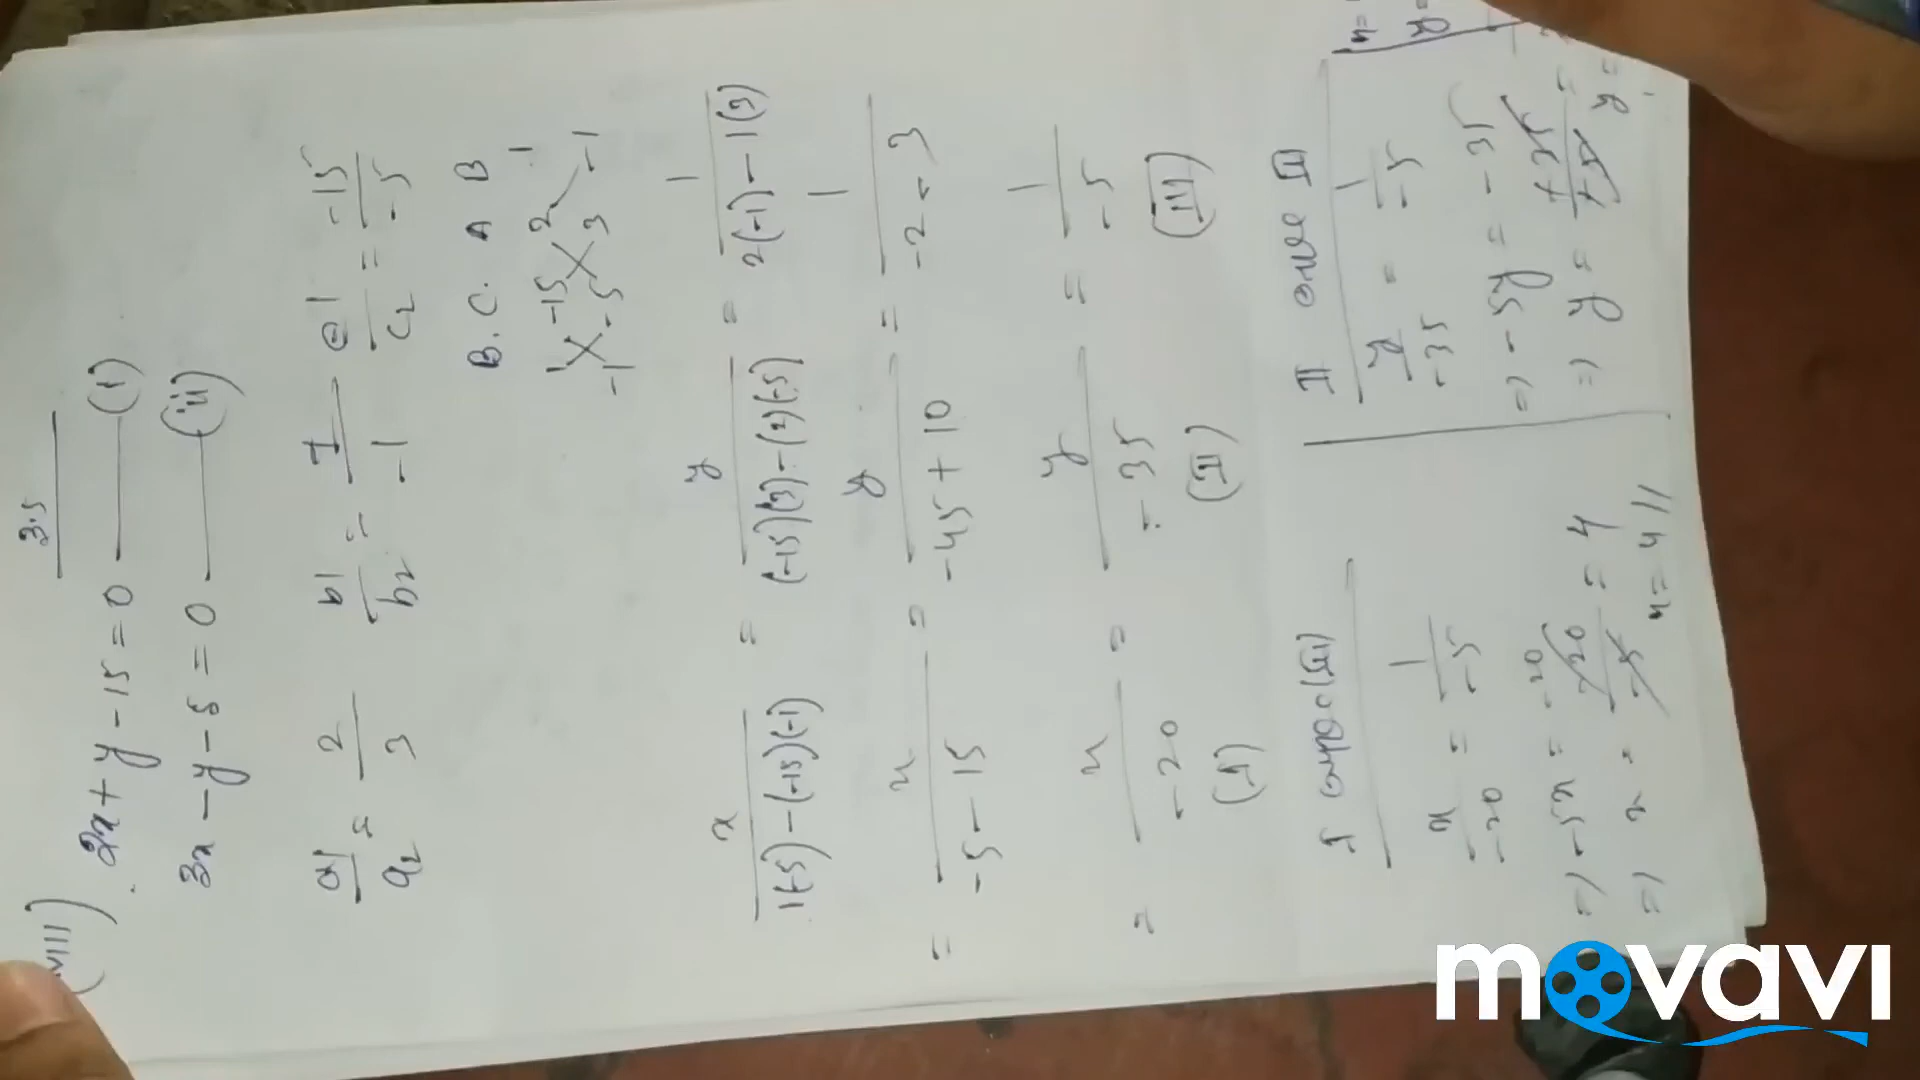 3.5
(viii) 2x + y - 15 = 0 —— (i)
3x - y - 5 = 0 —— (ii)
a1/a2 = 2/3 b1/b2 = 1/-1 c1/c2 = -15/-5
B. C. A B
1 -15 2 1
-1 -5 3 -1
x/1(-5) - (-15)(-1) = y/(-15)(3) - (2)(-5) = 1/2(-1) - 1(3)
= x/-5 - 15 = y/-45 + 10 = 1/-2 - 3
= x/-20 = y/-35 = 1/-5
(I) (II) (III)
x/-20 = 1/-5
=) -5x = -20
=) x = -20/-5 = 4
x = 4 //
II III
y/-35 = 1/-5
=) -5y = -35
=) y =
x =
y =
y =
movavi